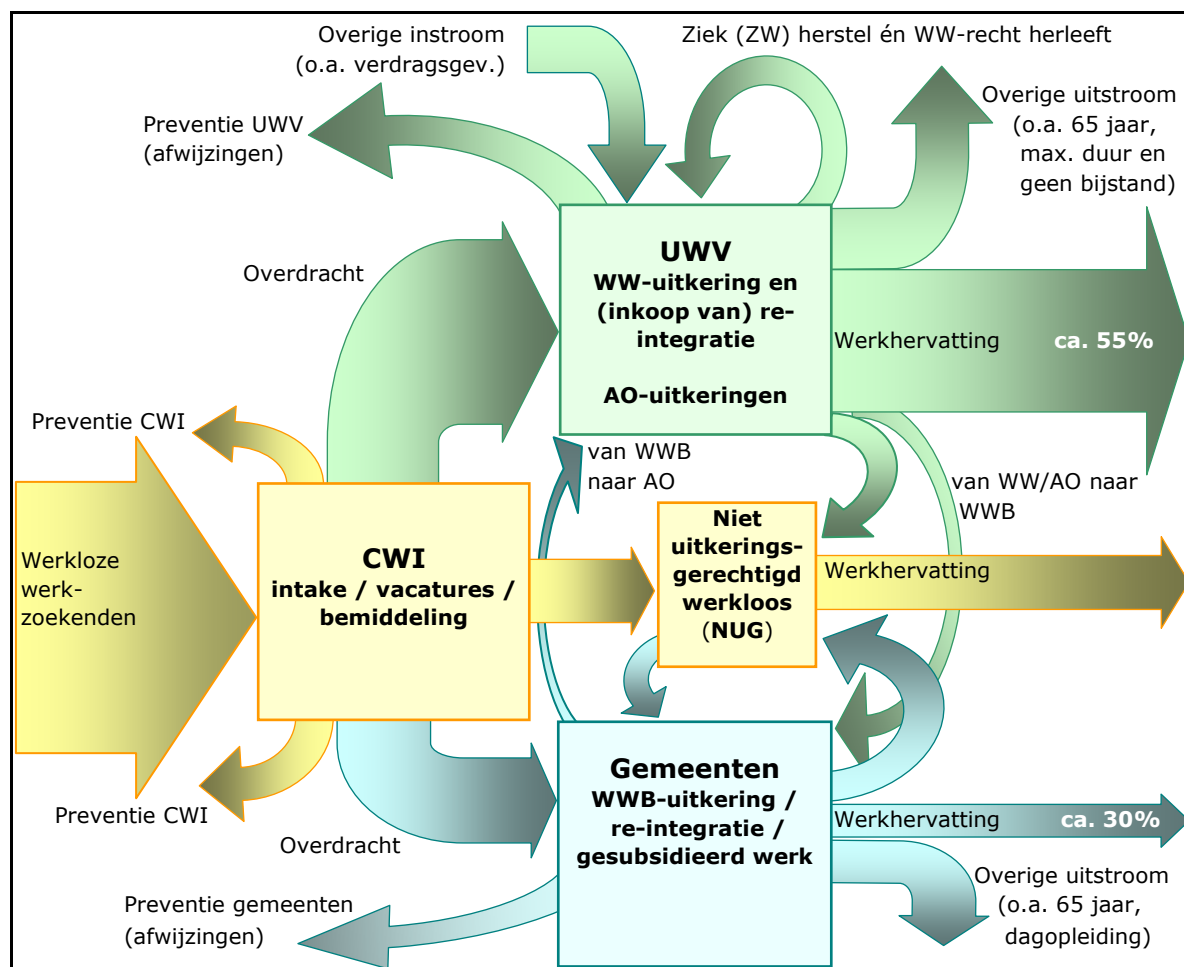 Overige instroom
(o.a. verdragsgev.)
Ziek (ZW) herstel én WW-recht herleeft
Overige uitstroom
(o.a. 65 jaar,
max. duur en
geen bijstand)
Preventie UWV
(afwijzingen)
UWV
WW-uitkering en
(inkoop van) re-
integratie
AO-uitkeringen
Overdracht
Werkhervatting ca. 55%
Preventie CWI
van WWB
naar AO
van WW/AO naar
WWB
Werkloze
werk-
zoekenden
CWI
intake / vacatures /
bemiddeling
Niet
uitkerings-
gerechtigd
werkloos
(NUG)
Werkhervatting
Preventie CWI
Overdracht
Gemeenten
WWB-uitkering /
re-integratie /
gesubsidieerd werk
Werkhervatting ca. 30%
Preventie gemeenten
(afwijzingen)
Overige uitstroom
(o.a. 65 jaar,
dagopleiding)